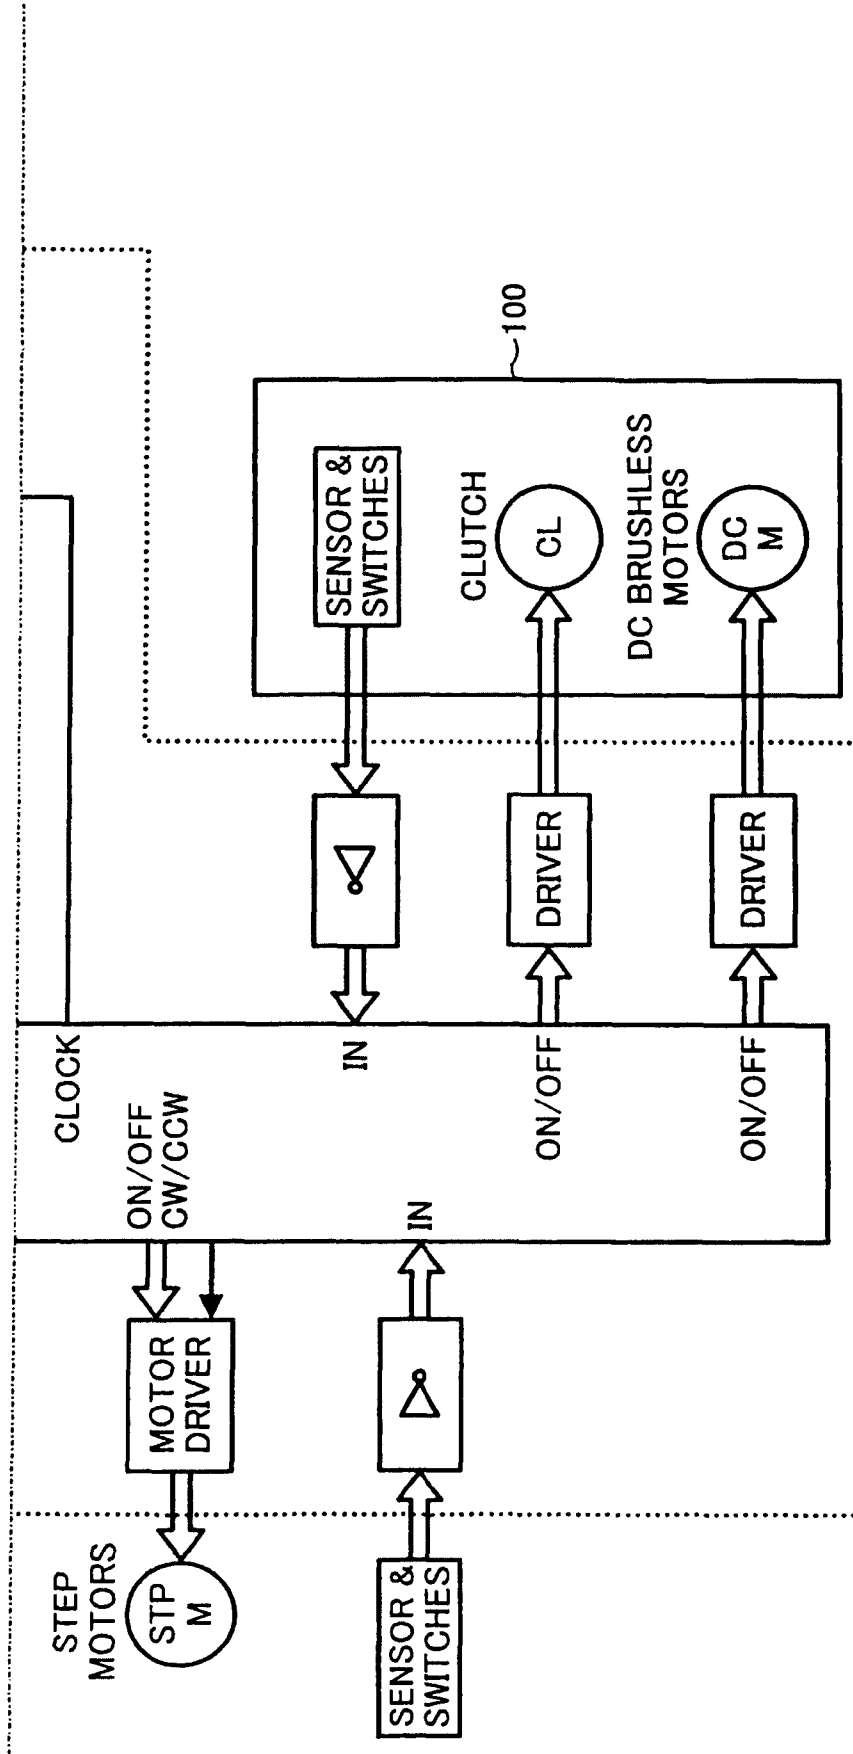 STEP
MOTORS
STP
M
MOTOR
DRIVER
ON/OFF
CW/CCW
CLOCK
SENSOR &
SWITCHES
IN
IN
SENSOR &
SWITCHES
ON/OFF
DRIVER
CLUTCH
CL
ON/OFF
DRIVER
DC BRUSHLESS
MOTORS
DC
M
100